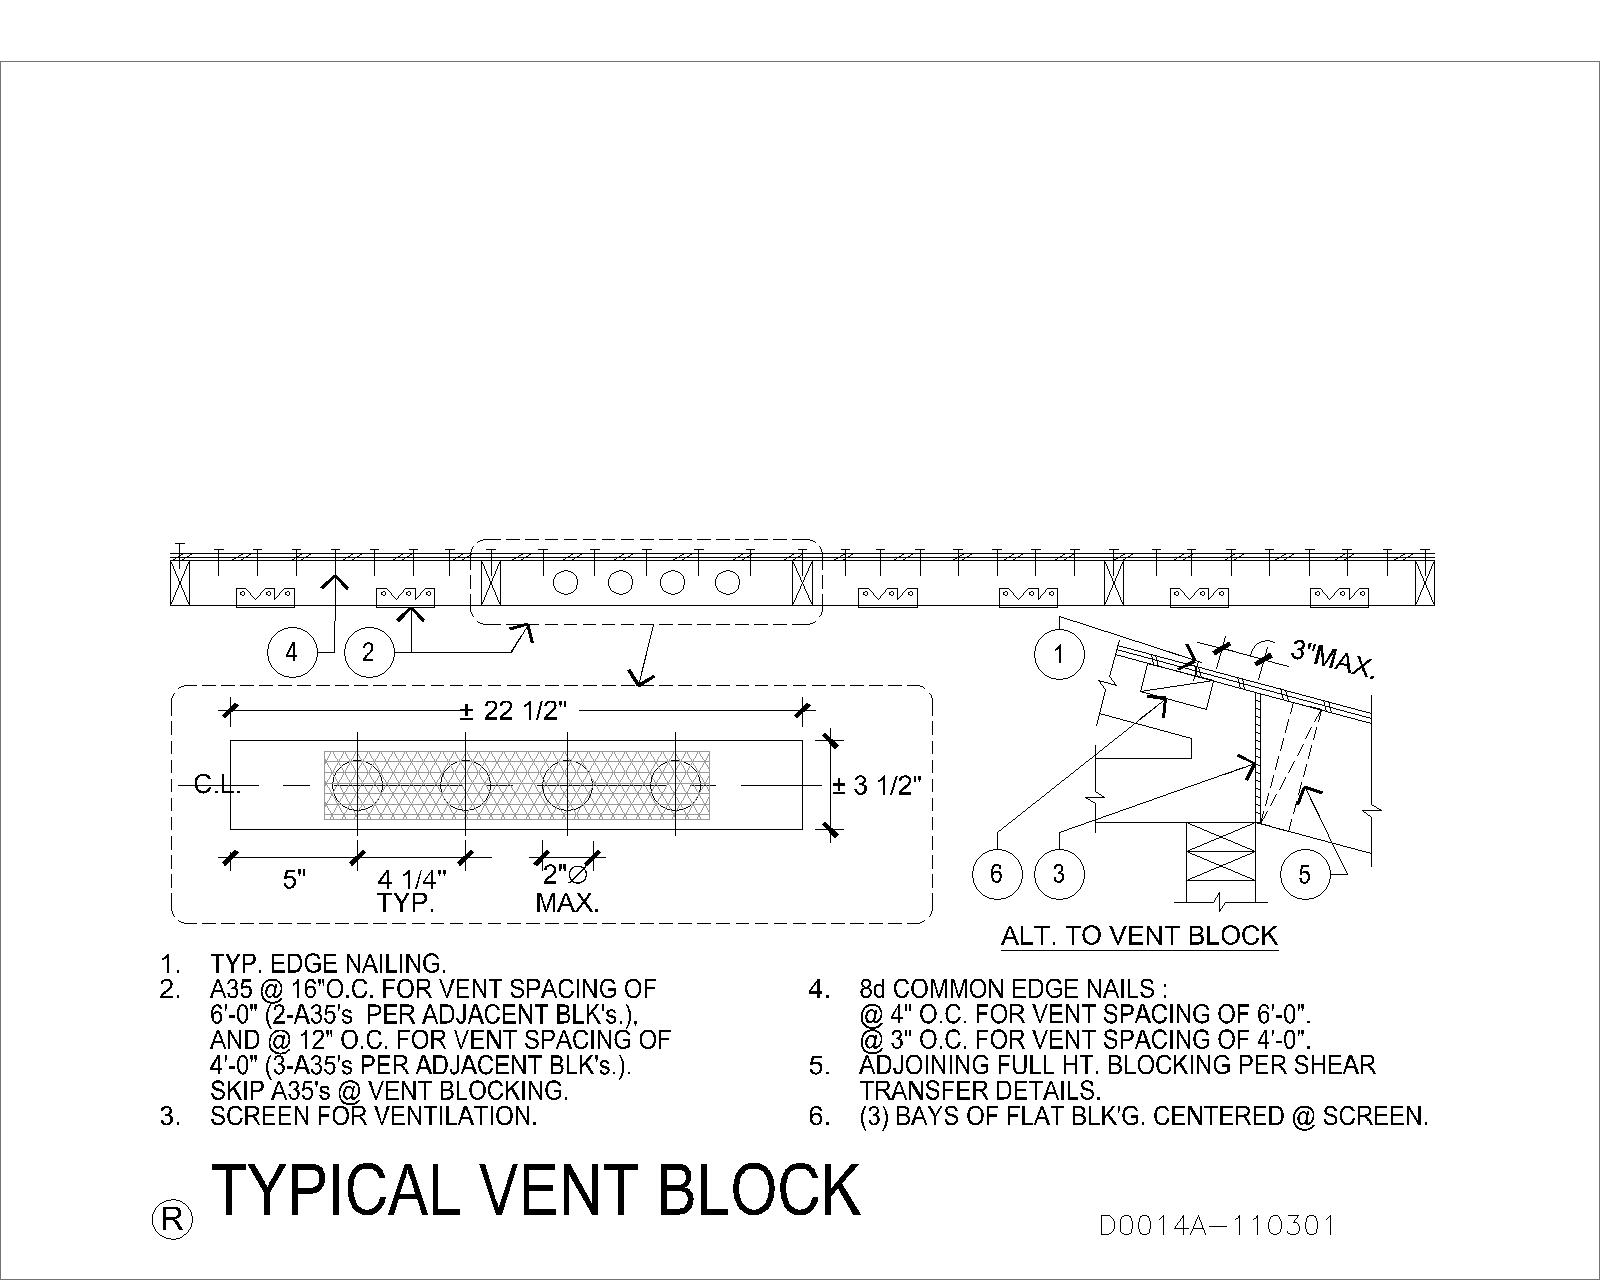 4
2
1
3"MAX.
± 22 1/2"
C.L.
± 3 1/2"
5"
4 1/4"
TYP.
2"Ø
MAX.
6
3
5
ALT. TO VENT BLOCK
1. TYP. EDGE NAILING.
2. A35 @ 16"O.C. FOR VENT SPACING OF
6'-0" (2-A35's PER ADJACENT BLK's.),
AND @ 12" O.C. FOR VENT SPACING OF
4'-0" (3-A35's PER ADJACENT BLK's.).
SKIP A35's @ VENT BLOCKING.
3. SCREEN FOR VENTILATION.
4. 8d COMMON EDGE NAILS :
@ 4" O.C. FOR VENT SPACING OF 6'-0".
@ 3" O.C. FOR VENT SPACING OF 4'-0".
5. ADJOINING FULL HT. BLOCKING PER SHEAR
TRANSFER DETAILS.
6. (3) BAYS OF FLAT BLK'G. CENTERED @ SCREEN.
® TYPICAL VENT BLOCK
D0014A-110301